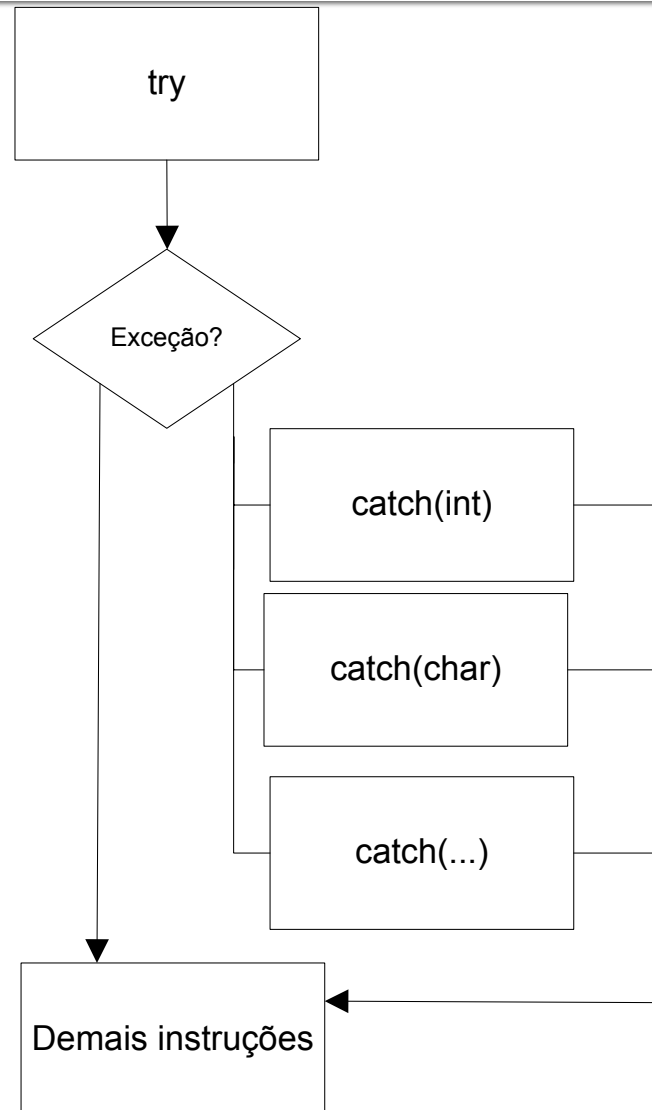 try
Exceção?
catch(int)
catch(char)
catch(...)
Demais instruções